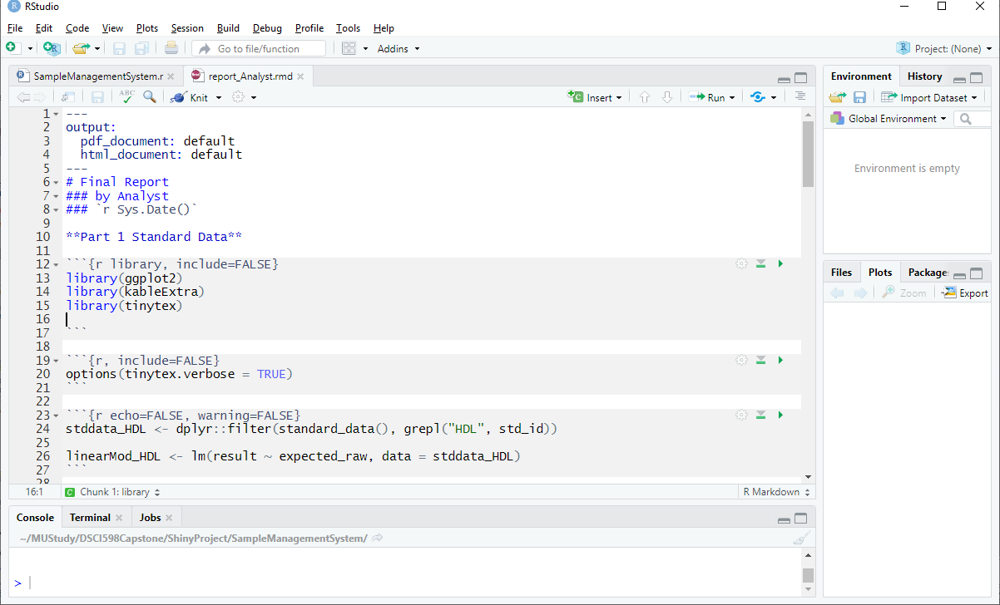 RStudio
File Edit Code View Plots Session Build Debug Profile Tools Help
Go to file/function Addins Project: (None)
SampleManagementSystem.r report_Analyst.rmd
ABC Knit Insert Run
1 ---
2 output:
3   pdf_document: default
4   html_document: default
5 ---
6 # Final Report
7 ### by Analyst
8 ### `r Sys.Date()`
9
10 **Part 1 Standard Data**
11
12 ```{r library, include=FALSE}
13 library(ggplot2)
14 library(kableExtra)
15 library(tinytex)
16
17 ```
18
19 ```{r, include=FALSE}
20 options(tinytex.verbose = TRUE)
21 ```
22
23 ```{r echo=FALSE, warning=FALSE}
24 stddata_HDL <- dplyr::filter(standard_data(), grepl("HDL", std_id))
25
26 linearMod_HDL <- lm(result ~ expected_raw, data = stddata_HDL)
27 ```
28
16:1 Chunk 1: library R Markdown
Console Terminal Jobs
~/MUStudy/DSCI598Capstone/ShinyProject/SampleManagementSystem/
>
Environment History
Import Dataset
Global Environment
Environment is empty
Files Plots Package
Zoom Export